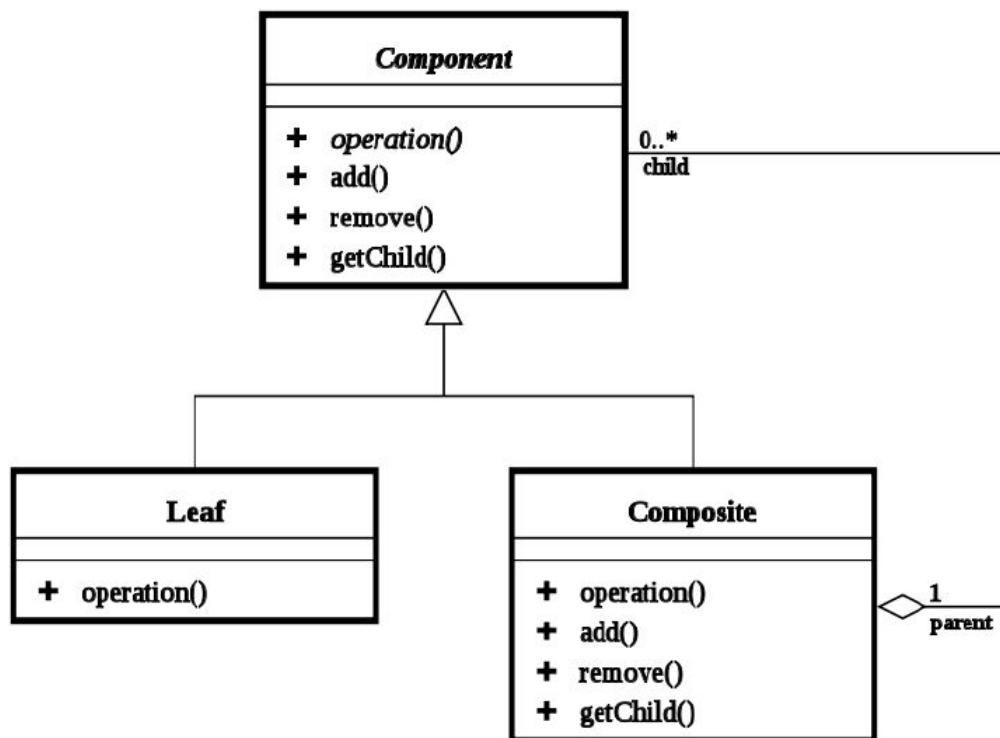 Component
+ operation()
+ add()
+ remove()
+ getChild()
0..*
child
Leaf
+ operation()
Composite
+ operation()
+ add()
+ remove()
+ getChild()
1
parent